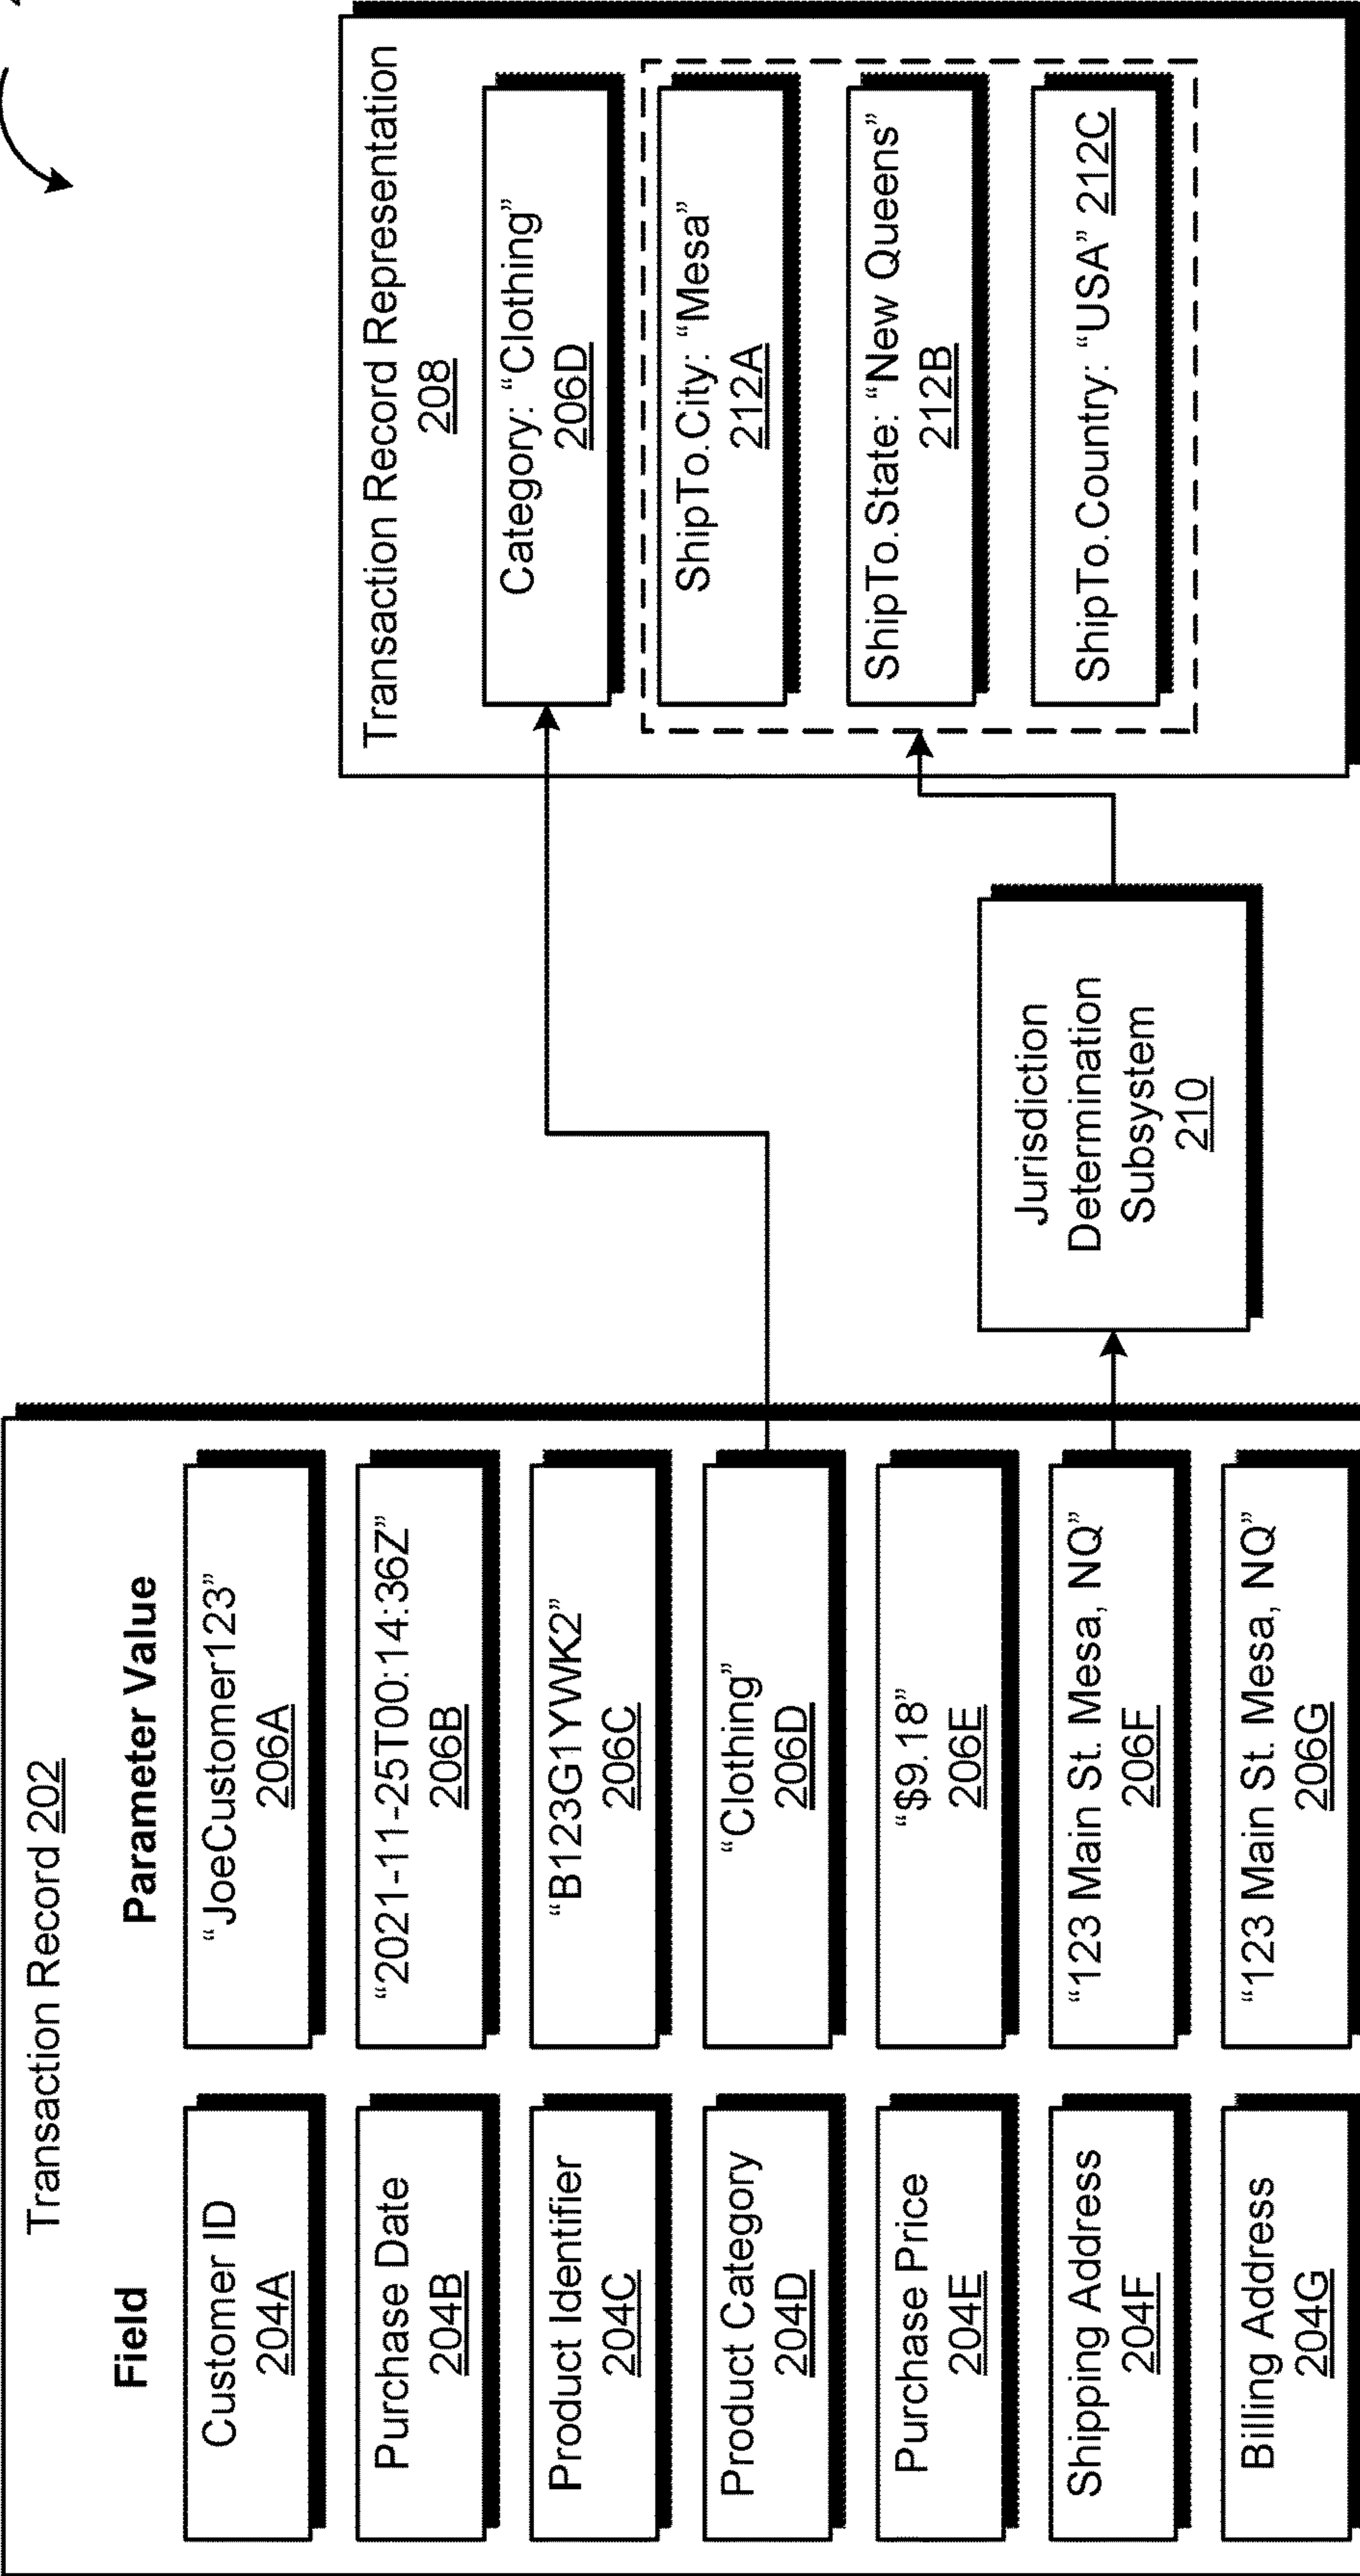 Transaction Record 202
Field
Parameter Value
Customer ID
204A
“JoeCustomer123”
206A
Purchase Date
204B
“2021-11-25T00:14:36Z”
206B
Product Identifier
204C
“B123G1YWK2”
206C
Product Category
204D
“Clothing”
206D
Purchase Price
204E
“$9.18”
206E
Shipping Address
204F
“123 Main St. Mesa, NQ”
206F
Billing Address
204G
“123 Main St. Mesa, NQ”
206G
Jurisdiction
Determination
Subsystem
210
Transaction Record Representation
208
Category: “Clothing”
206D
ShipTo.City: “Mesa”
212A
ShipTo.State: “New Queens”
212B
ShipTo.Country: “USA” 212C